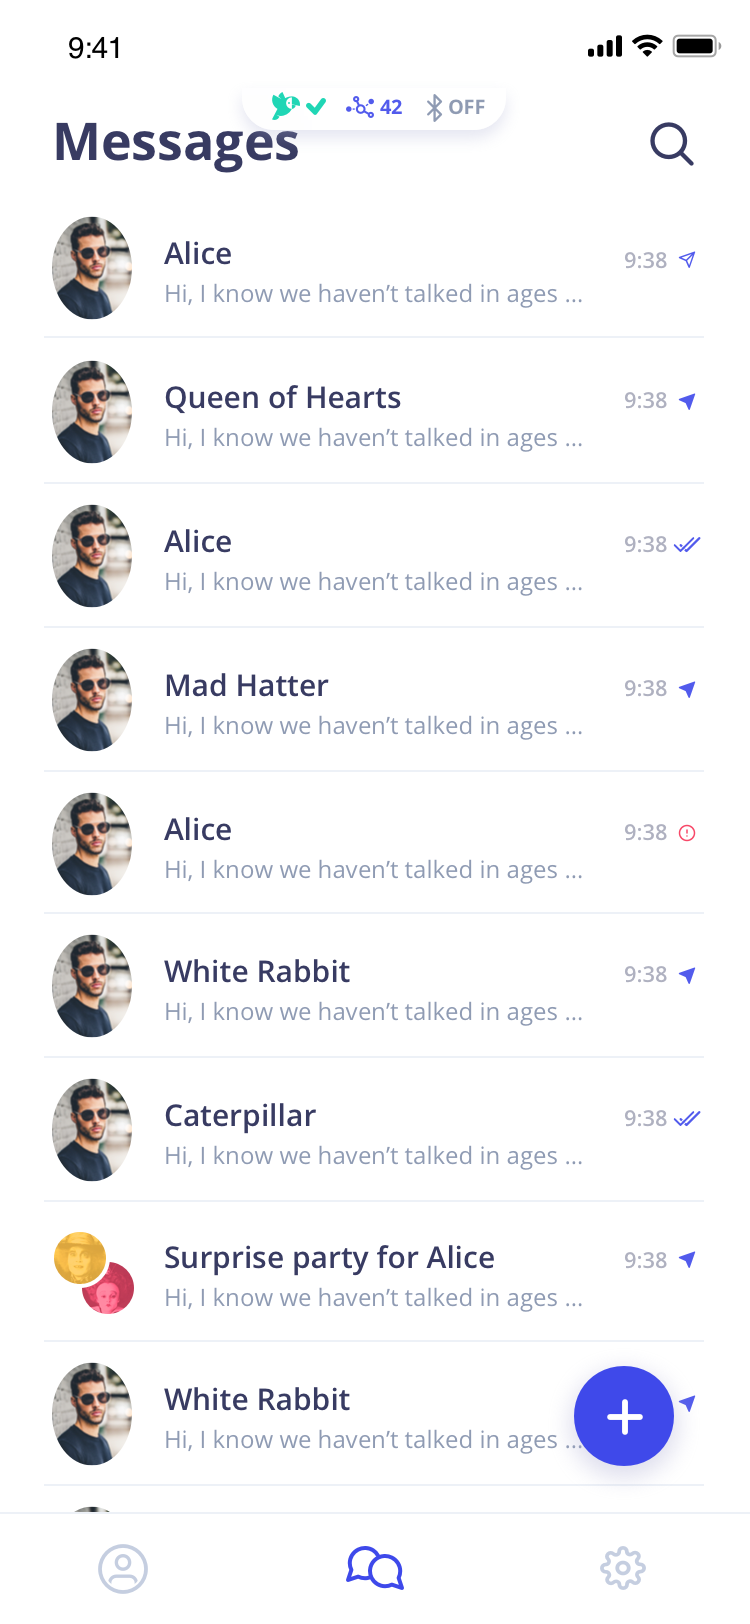 9:41
42 OFF
Messages
Alice
9:38
Hi, I know we haven’t talked in ages ...
Queen of Hearts
9:38
Hi, I know we haven’t talked in ages ...
Alice
9:38
Hi, I know we haven’t talked in ages ...
Mad Hatter
9:38
Hi, I know we haven’t talked in ages ...
Alice
9:38
Hi, I know we haven’t talked in ages ...
White Rabbit
9:38
Hi, I know we haven’t talked in ages ...
Caterpillar
9:38
Hi, I know we haven’t talked in ages ...
Surprise party for Alice
9:38
Hi, I know we haven’t talked in ages ...
White Rabbit
Hi, I know we haven’t talked in ages ...